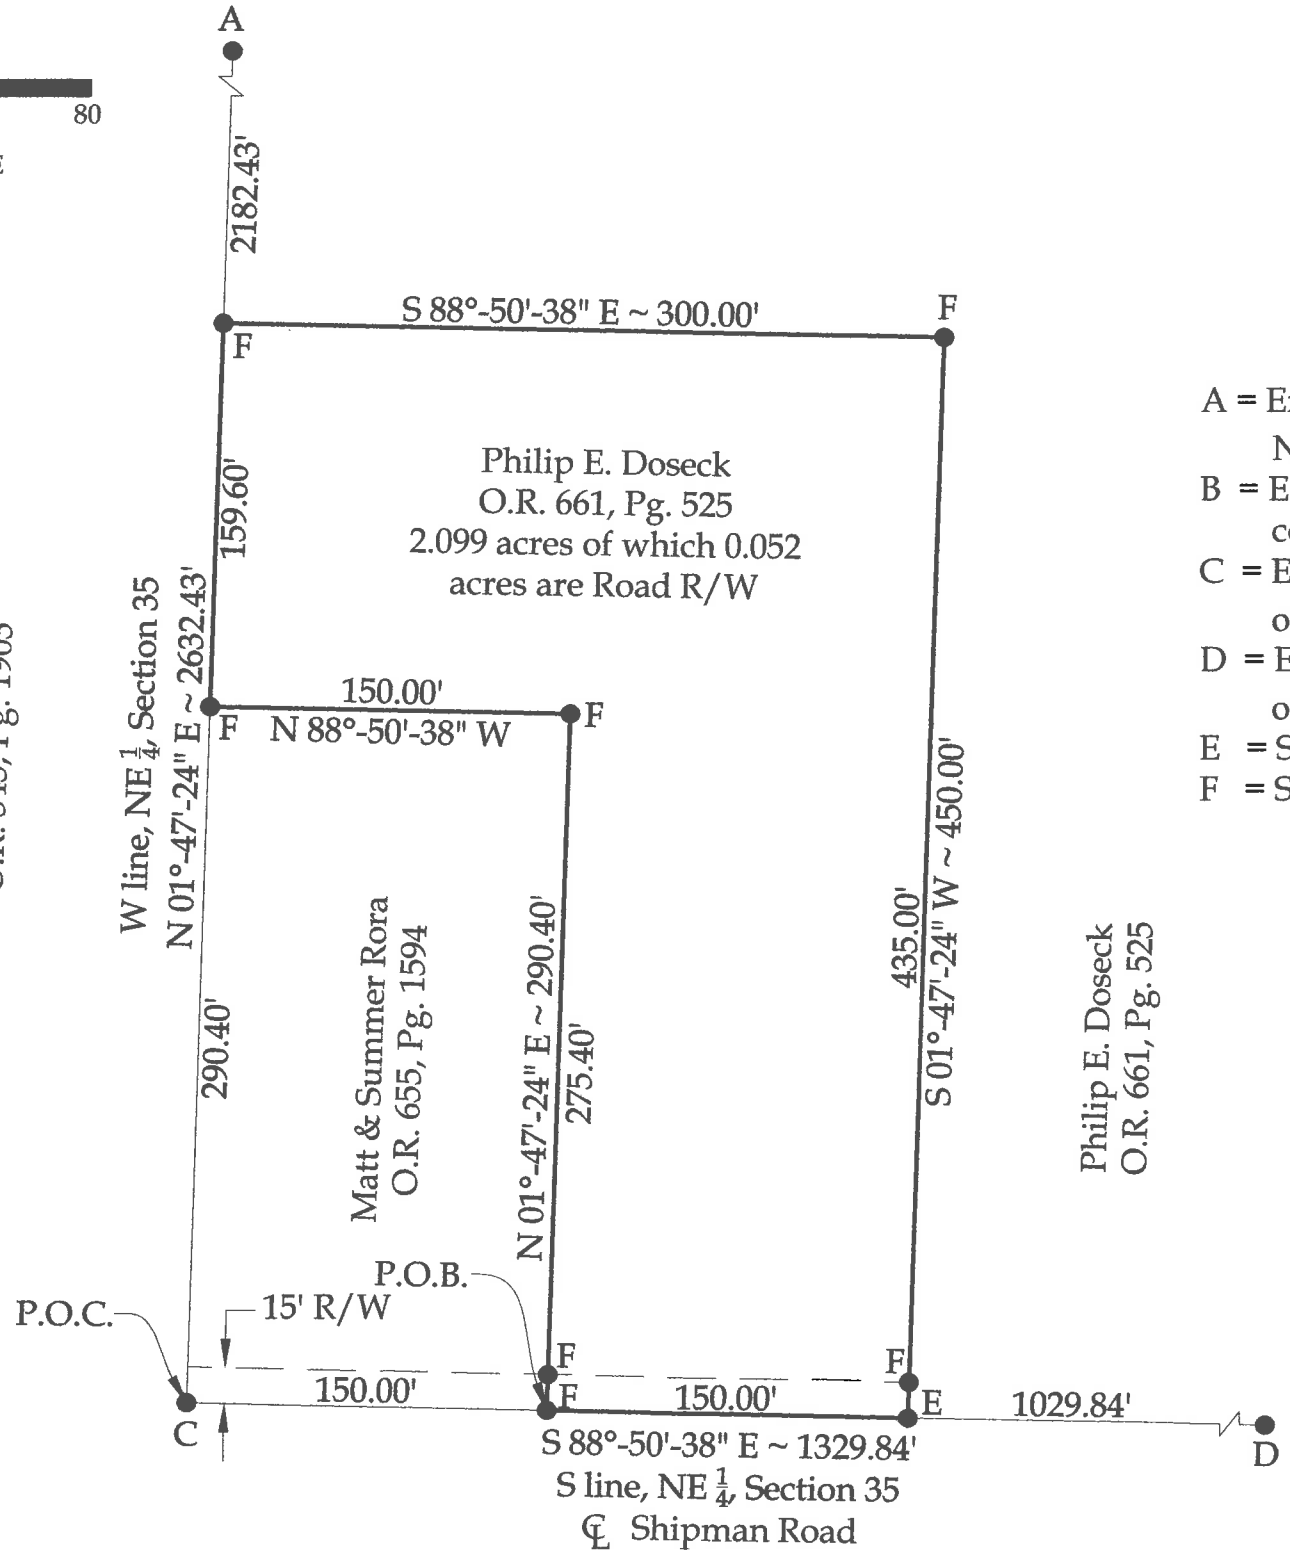 A
80
2182.43'
S 88°-50'-38" E ~ 300.00'
F
F
Philip E. Doseck
O.R. 661, Pg. 525
2.099 acres of which 0.052
acres are Road R/W
159.60'
W line, NE 1/4, Section 35
N 01°-47'-24" E ~ 2632.43'
F
150.00'
N 88°-50'-38" W
F
A = E
N
B = E
C = E
o
D = E
o
E = S
F = S
290.40'
Matt & Summer Rora
O.R. 655, Pg. 1594
N 01°-47'-24" E ~ 290.40'
275.40'
435.00'
S 01°-47'-24" W ~ 450.00'
Philip E. Doseck
O.R. 661, Pg. 525
P.O.B.
P.O.C.
15' R/W
F
F
F
E
150.00'
150.00'
1029.84'
C
D
S 88°-50'-38" E ~ 1329.84'
S line, NE 1/4, Section 35
℄ Shipman Road